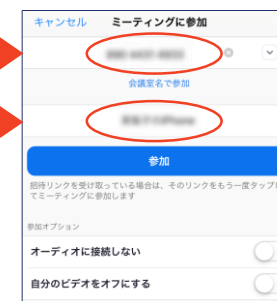 キャンセル ミーティングに参加
会議室名で参加
参加
招待リンクを受け取っている場合は、そのリンクをもう一度タップし
てミーティングに参加します
参加オプション
オーディオに接続しない
自分のビデオをオフにする